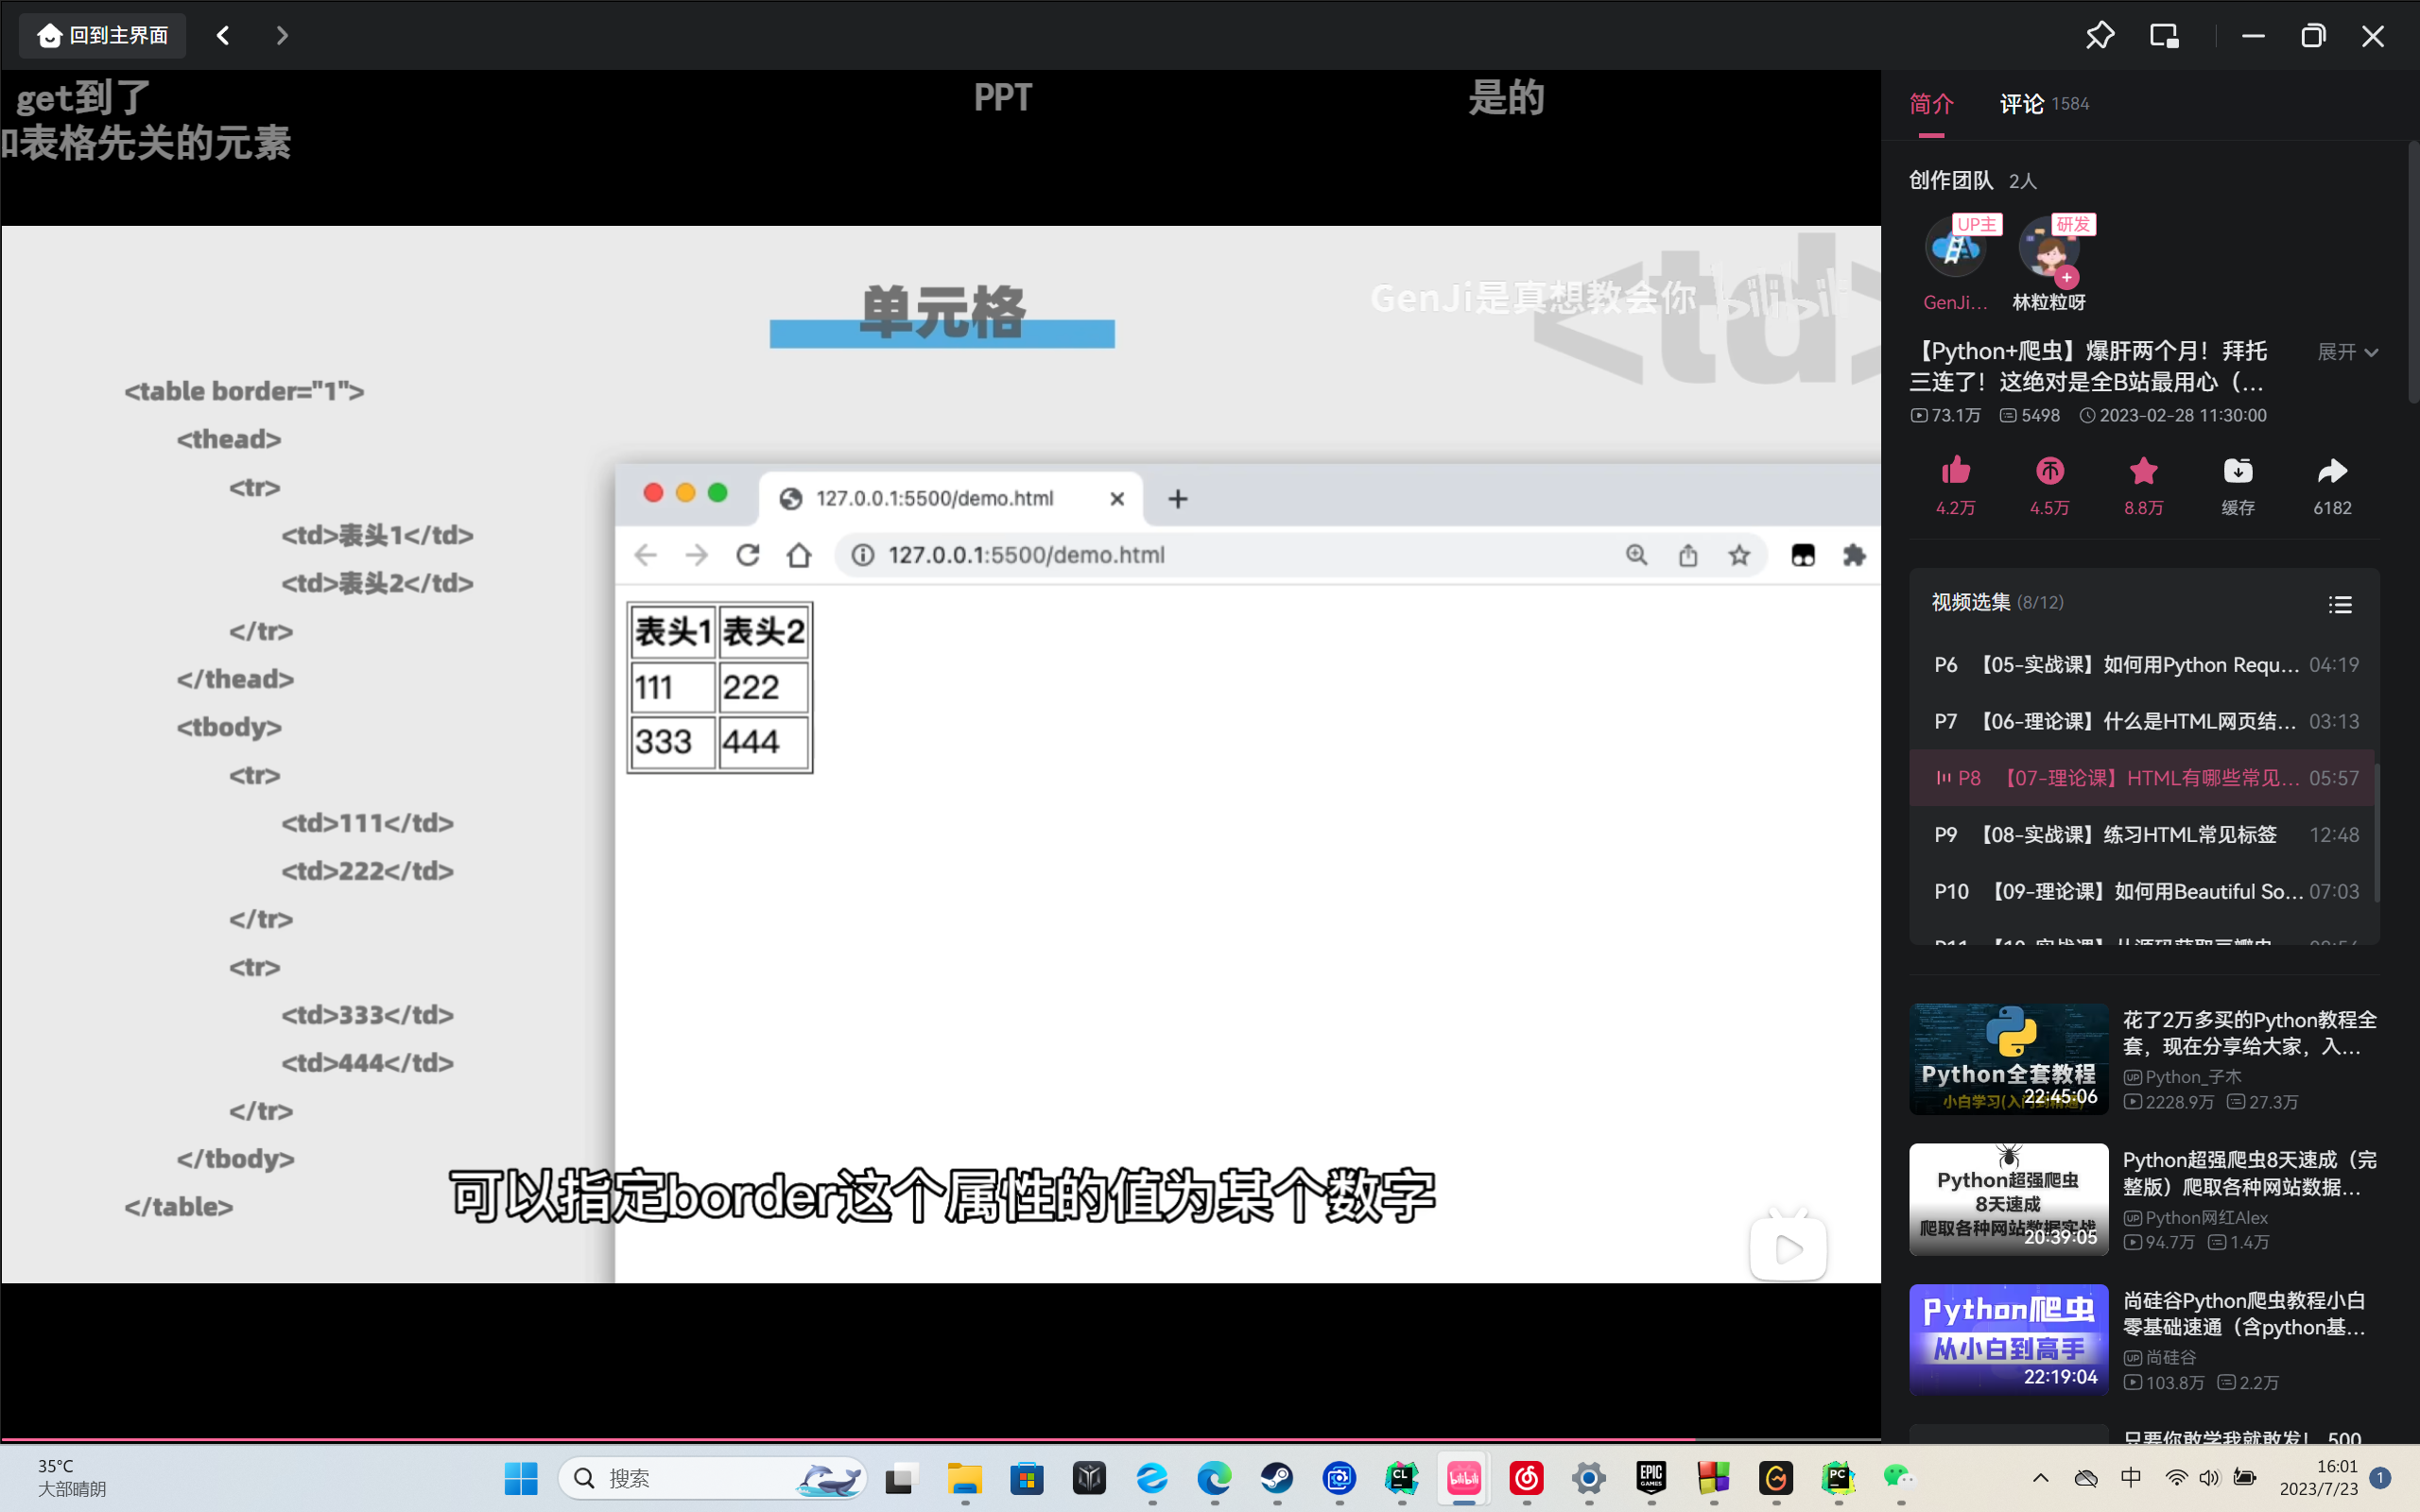 回到主界面
get到了
PPT
是的
表格先关的元素
单元格
<td>
GenJi是真想教会你 bilibili
<table border="1">
<thead>
<tr>
<td>表头1</td>
<td>表头2</td>
</tr>
</thead>
<tbody>
<tr>
<td>111</td>
<td>222</td>
</tr>
<tr>
<td>333</td>
<td>444</td>
</tr>
</tbody>
</table>
127.0.0.1:5500/demo.html
127.0.0.1:5500/demo.html
表头1 表头2
111 222
333 444
可以指定border这个属性的值为某个数字
简介 评论 1584
创作团队 2人
UP主 研发
GenJi... 林粒粒呀
【Python+爬虫】爆肝两个月！拜托
三连了！这绝对是全B站最用心（...
展开
73.1万 5498 2023-02-28 11:30:00
4.2万 4.5万 8.8万 缓存 6182
视频选集 (8/12)
P6 【05-实战课】如何用Python Requ... 04:19
P7 【06-理论课】什么是HTML网页结... 03:13
P8 【07-理论课】HTML有哪些常见... 05:57
P9 【08-实战课】练习HTML常见标签 12:48
P10 【09-理论课】如何用Beautiful So... 07:03
Python全套教程
小白学习(入门到精通)
22:45:06
花了2万多买的Python教程全
套，现在分享给大家，入...
UP Python_子木
2228.9万 27.3万
Python超强爬虫
8天速成
爬取各种网站数据实战
20:39:05
Python超强爬虫8天速成（完
整版）爬取各种网站数据...
UP Python网红Alex
94.7万 1.4万
Python爬虫
从小白到高手
22:19:04
尚硅谷Python爬虫教程小白
零基础速通（含python基...
UP 尚硅谷
103.8万 2.2万
只要你敢学我就敢发！ 500
35°C
大部晴朗
搜索
CL
bilibili
EPIC
GAMES
PC
中
16:01
2023/7/23
1